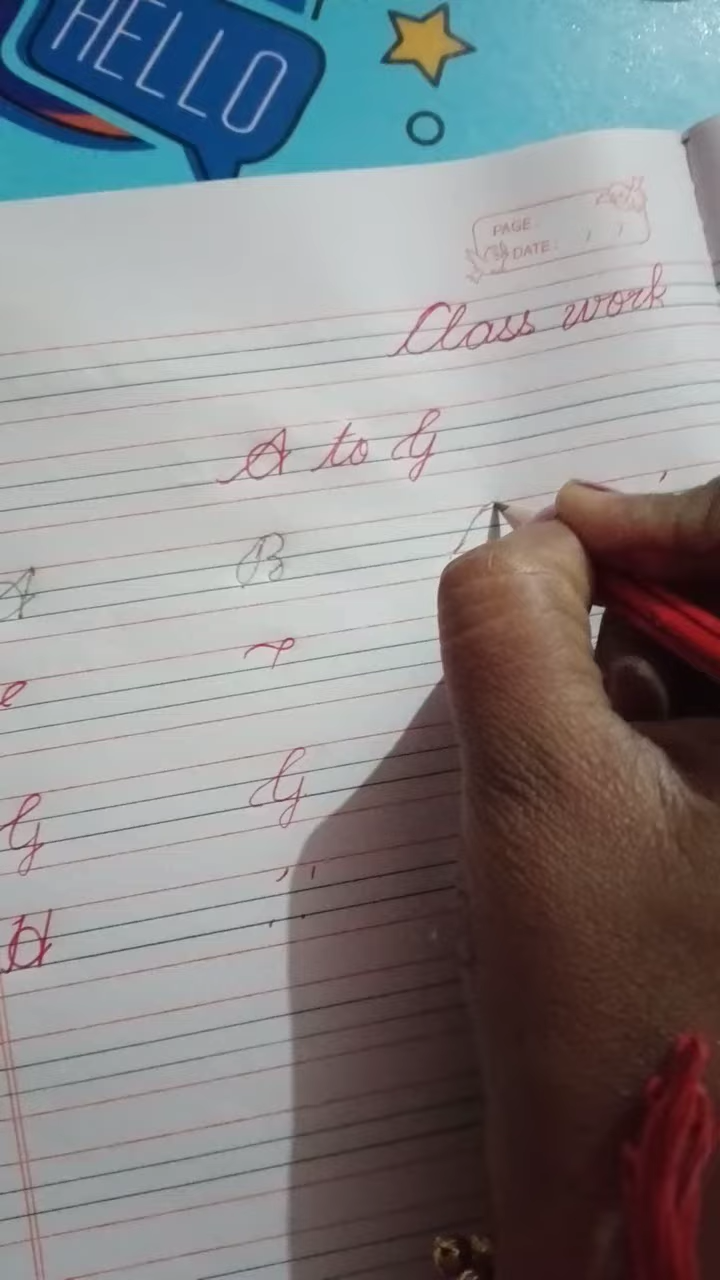 HELLO
PAGE:
DATE: / /
Class work
A to G
A B
e
G G
H